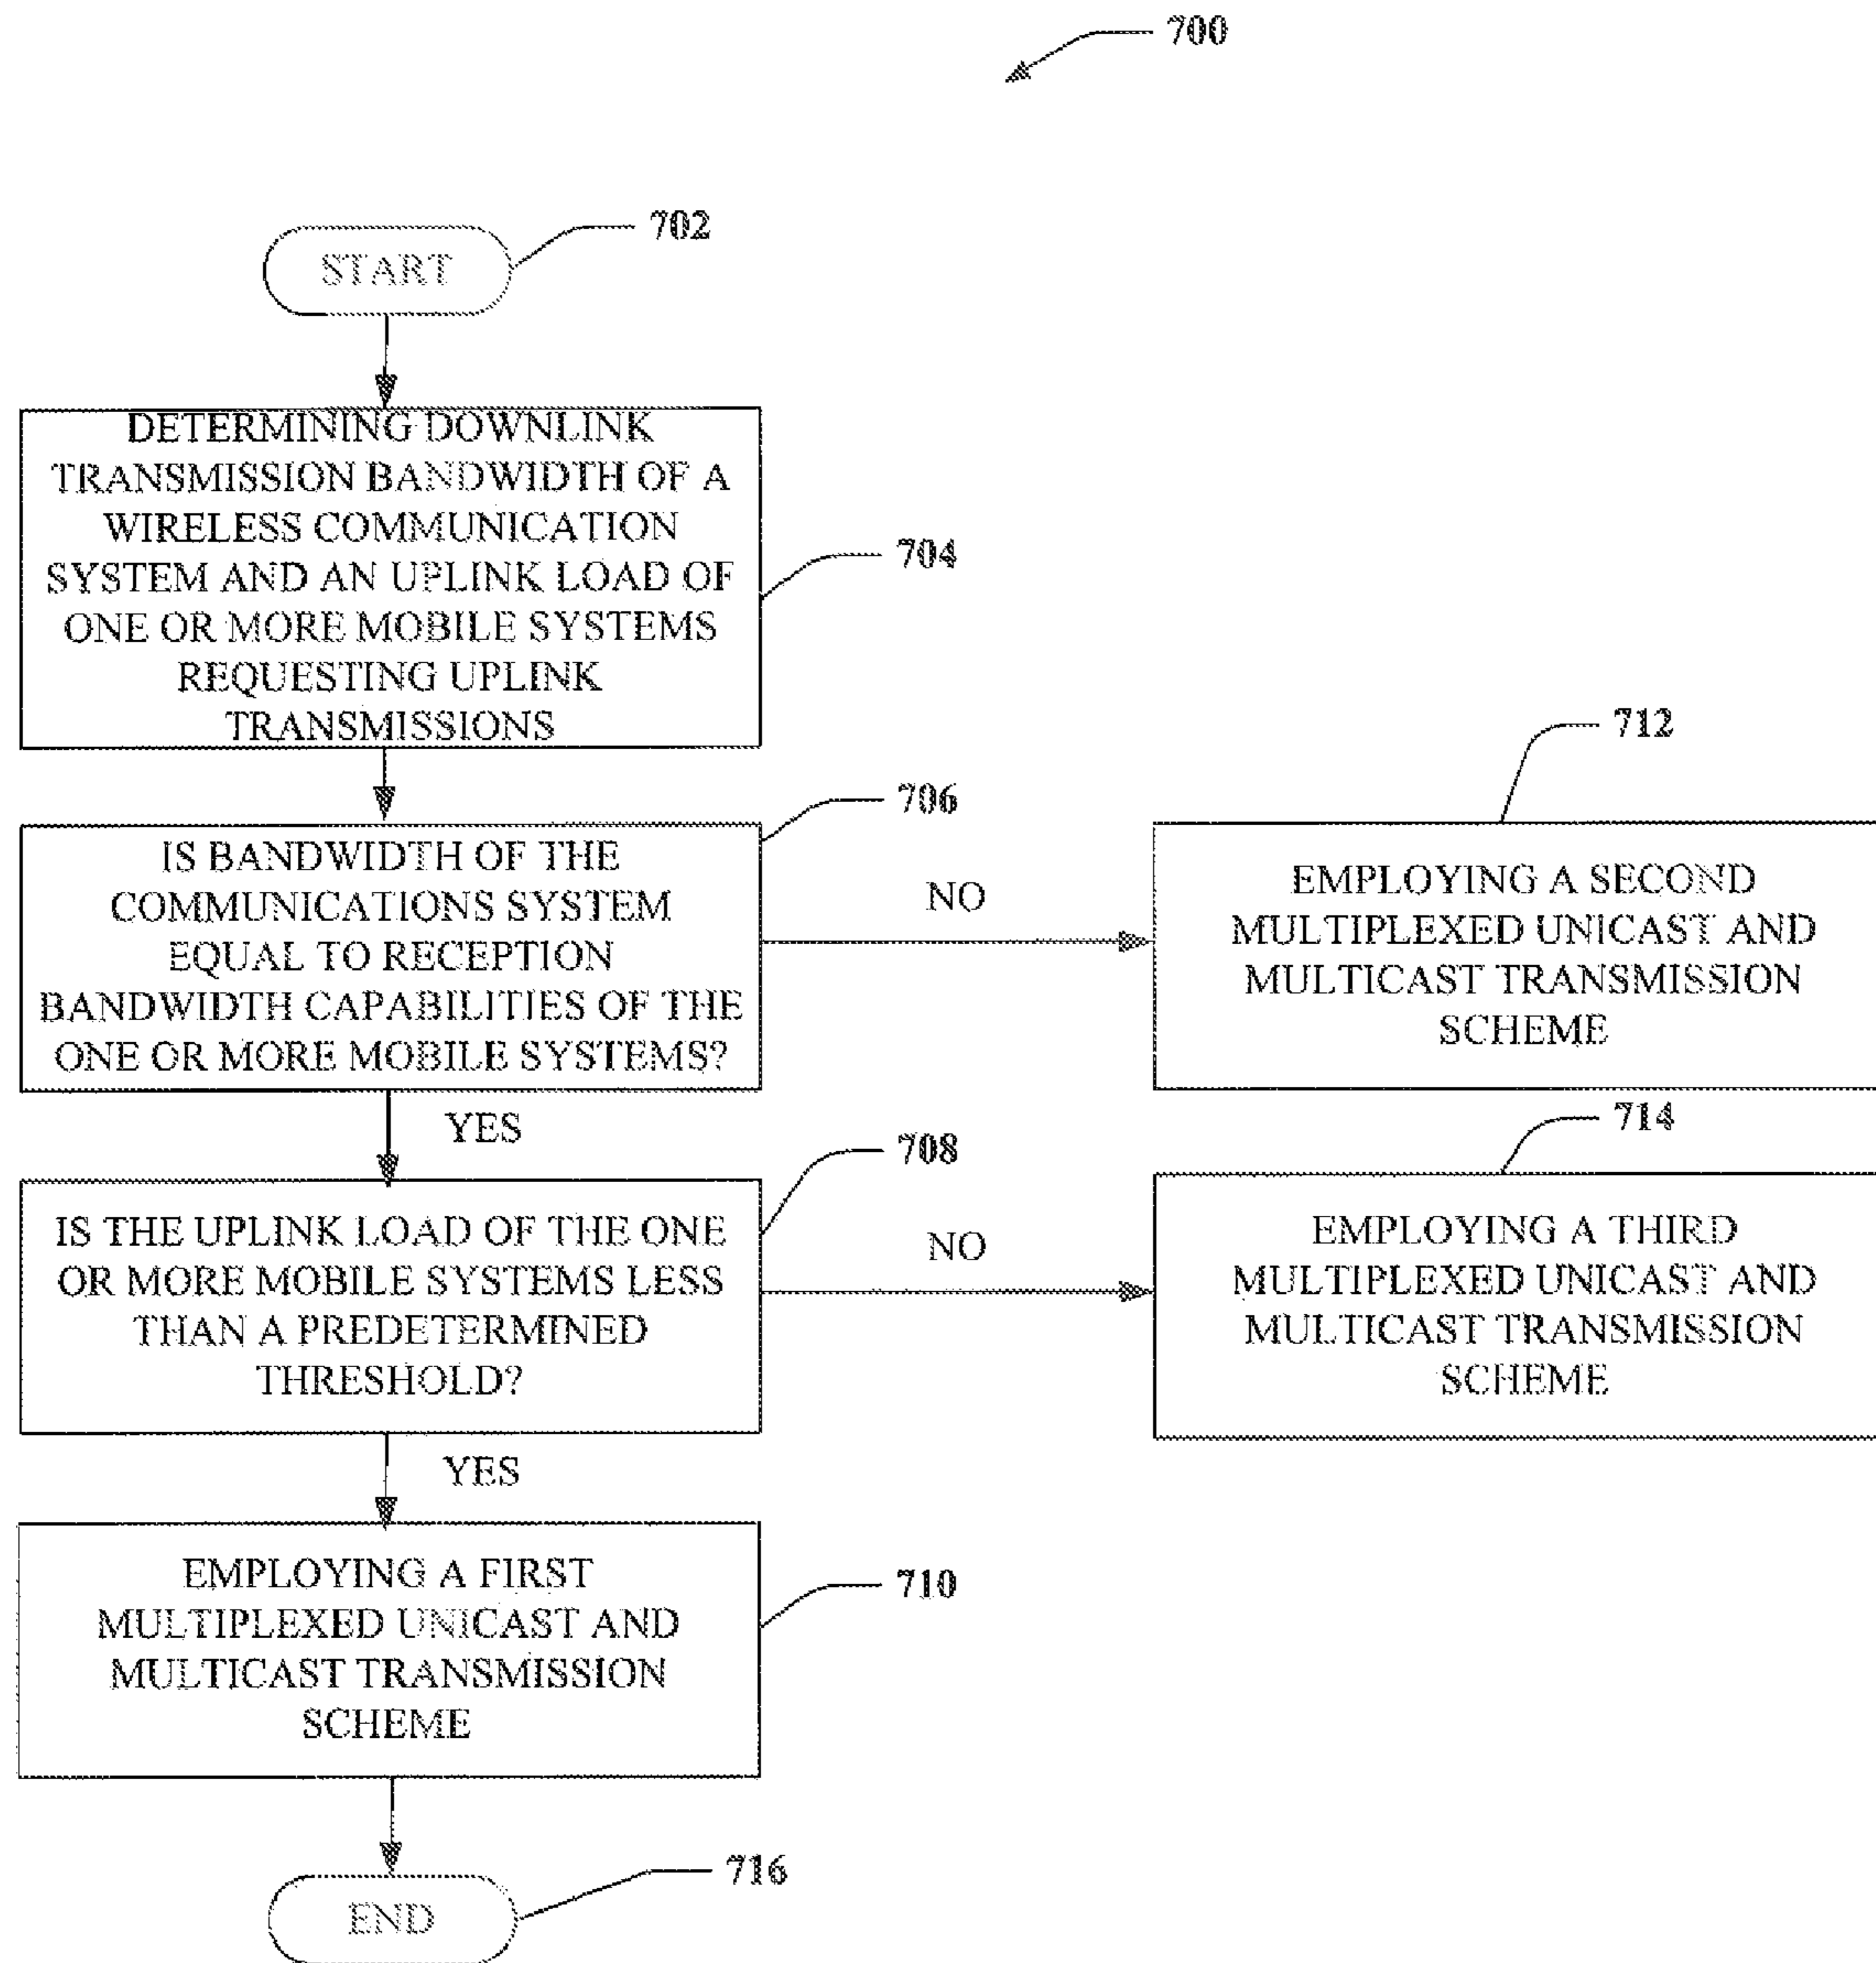 700
702
START
DETERMINING DOWNLINK
TRANSMISSION BANDWIDTH OF A
WIRELESS COMMUNICATION
SYSTEM AND AN UPLINK LOAD OF
ONE OR MORE MOBILE SYSTEMS
REQUESTING UPLINK
TRANSMISSIONS
704
706
IS BANDWIDTH OF THE
COMMUNICATIONS SYSTEM
EQUAL TO RECEPTION
BANDWIDTH CAPABILITIES OF THE
ONE OR MORE MOBILE SYSTEMS?
NO
712
EMPLOYING A SECOND
MULTIPLEXED UNICAST AND
MULTICAST TRANSMISSION
SCHEME
YES
708
IS THE UPLINK LOAD OF THE ONE
OR MORE MOBILE SYSTEMS LESS
THAN A PREDETERMINED
THRESHOLD?
NO
714
EMPLOYING A THIRD
MULTIPLEXED UNICAST AND
MULTICAST TRANSMISSION
SCHEME
YES
EMPLOYING A FIRST
MULTIPLEXED UNICAST AND
MULTICAST TRANSMISSION
SCHEME
710
716
END